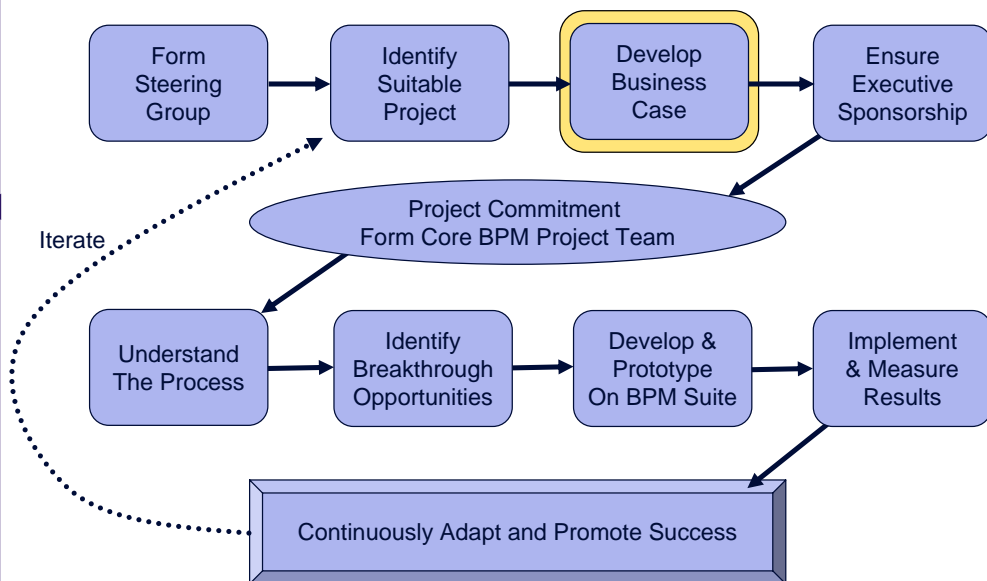 Form
Steering
Group
Identify
Suitable
Project
Develop
Business
Case
Ensure
Executive
Sponsorship
Project Commitment
Form Core BPM Project Team
Iterate
Understand
The Process
Identify
Breakthrough
Opportunities
Develop &
Prototype
On BPM Suite
Implement
& Measure
Results
Continuously Adapt and Promote Success